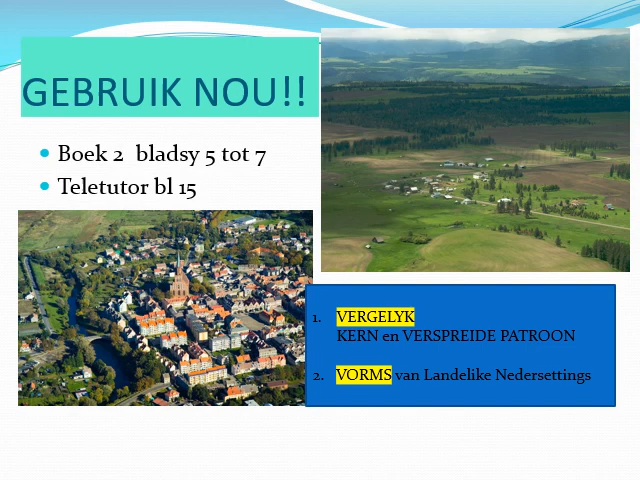 GEBRUIK NOU!!
• Boek 2 bladsy 5 tot 7
• Teletutor bl 15
1. VERGELYK
KERN en VERSPREIDE PATROON
2. VORMS van Landelike Nedersettings